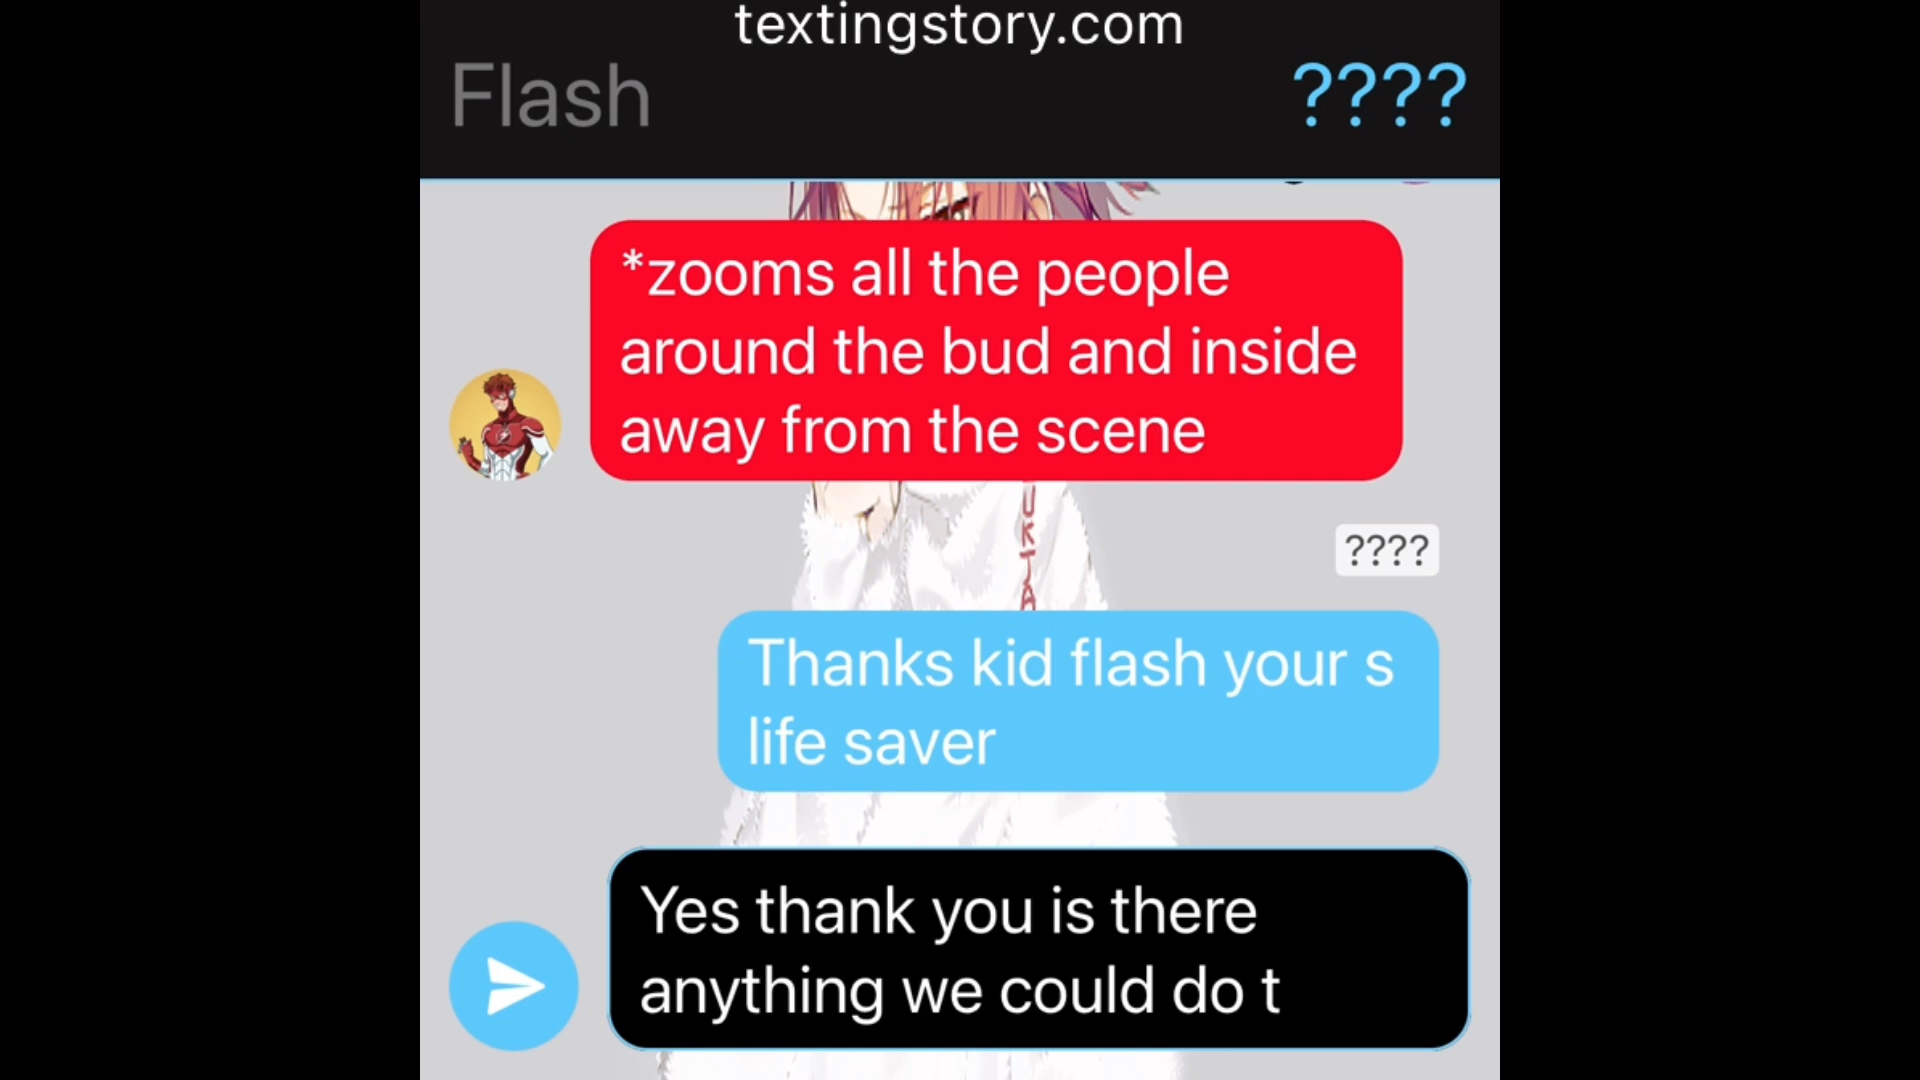 textingstory.com
Flash
????
*zooms all the people
around the bud and inside
away from the scene
????
Thanks kid flash your s
life saver
Yes thank you is there
anything we could do t